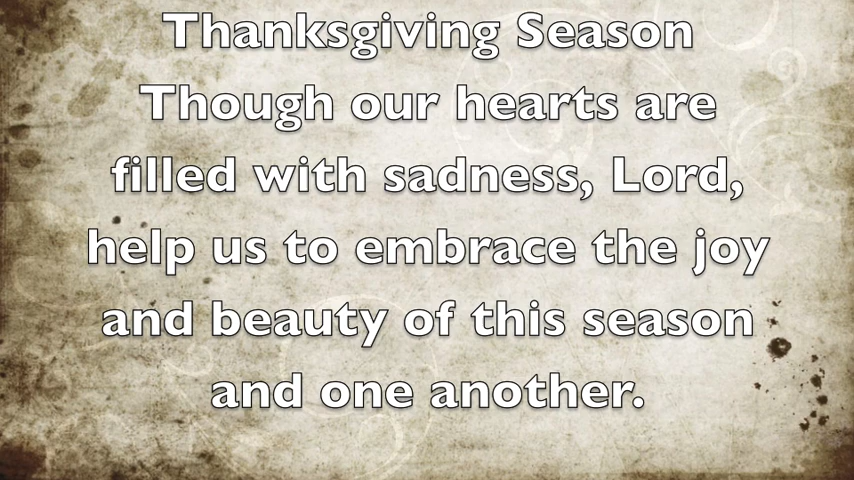 Thanksgiving Season
Though our hearts are
filled with sadness, Lord,
help us to embrace the joy
and beauty of this season
and one another.